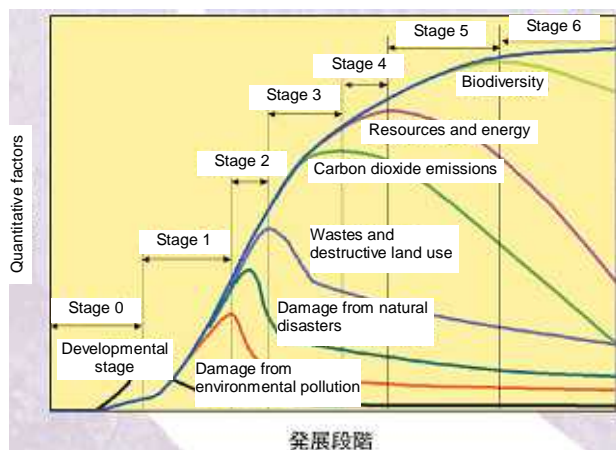 Stage 6
Stage 5
Stage 4
Biodiversity
Stage 3
Resources and energy
Stage 2
Carbon dioxide emissions
Quantitative factors
Stage 1
Wastes and
destructive land use
Stage 0
Damage from natural
disasters
Developmental
stage
Damage from
environmental pollution
発展段階